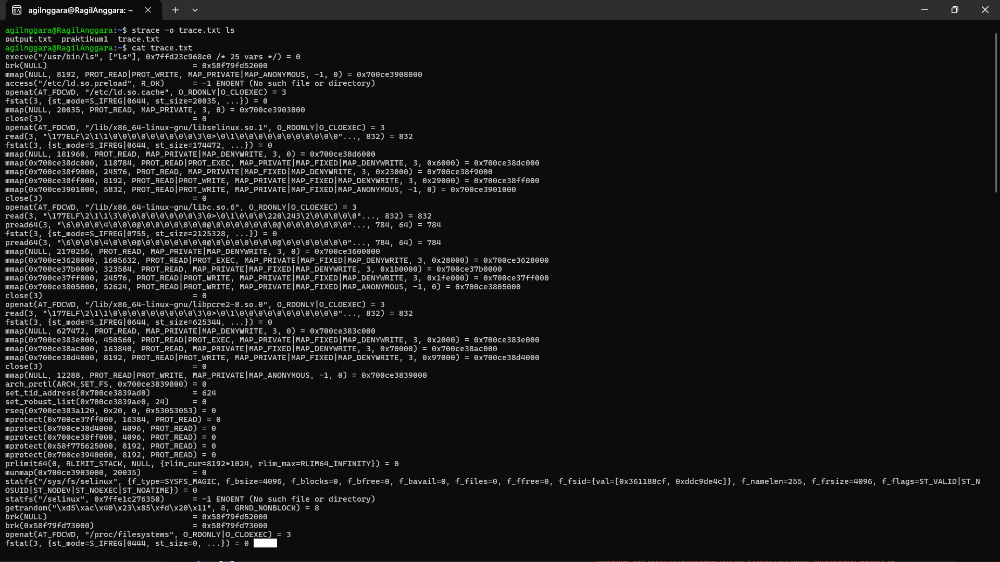 agilnggara@RagilAnggara: ~
agilnggara@RagilAnggara:~$ strace -o trace.txt ls
output.txt  praktikum1  trace.txt
agilnggara@RagilAnggara:~$ cat trace.txt
execve("/usr/bin/ls", ["ls"], 0x7ffd23c968c0 /* 25 vars */) = 0
brk(NULL)                               = 0x58f79fd52000
mmap(NULL, 8192, PROT_READ|PROT_WRITE, MAP_PRIVATE|MAP_ANONYMOUS, -1, 0) = 0x700ce3908000
access("/etc/ld.so.preload", R_OK)      = -1 ENOENT (No such file or directory)
openat(AT_FDCWD, "/etc/ld.so.cache", O_RDONLY|O_CLOEXEC) = 3
fstat(3, {st_mode=S_IFREG|0644, st_size=20035, ...}) = 0
mmap(NULL, 20035, PROT_READ, MAP_PRIVATE, 3, 0) = 0x700ce3903000
close(3)                                = 0
openat(AT_FDCWD, "/lib/x86_64-linux-gnu/libselinux.so.1", O_RDONLY|O_CLOEXEC) = 3
read(3, "\177ELF\2\1\1\0\0\0\0\0\0\0\0\0\3\0>\0\1\0\0\0\0\0\0\0\0\0\0\0"..., 832) = 832
fstat(3, {st_mode=S_IFREG|0644, st_size=174472, ...}) = 0
mmap(NULL, 181960, PROT_READ, MAP_PRIVATE|MAP_DENYWRITE, 3, 0) = 0x700ce38d6000
mmap(0x700ce38dc000, 118784, PROT_READ|PROT_EXEC, MAP_PRIVATE|MAP_FIXED|MAP_DENYWRITE, 3, 0x6000) = 0x700ce38dc000
mmap(0x700ce38f9000, 24576, PROT_READ, MAP_PRIVATE|MAP_FIXED|MAP_DENYWRITE, 3, 0x23000) = 0x700ce38f9000
mmap(0x700ce38ff000, 8192, PROT_READ|PROT_WRITE, MAP_PRIVATE|MAP_FIXED|MAP_DENYWRITE, 3, 0x29000) = 0x700ce38ff000
mmap(0x700ce3901000, 5832, PROT_READ|PROT_WRITE, MAP_PRIVATE|MAP_FIXED|MAP_ANONYMOUS, -1, 0) = 0x700ce3901000
close(3)                                = 0
openat(AT_FDCWD, "/lib/x86_64-linux-gnu/libc.so.6", O_RDONLY|O_CLOEXEC) = 3
read(3, "\177ELF\2\1\1\3\0\0\0\0\0\0\0\0\3\0>\0\1\0\0\0\220\243\2\0\0\0\0\0"..., 832) = 832
pread64(3, "\6\0\0\0\4\0\0\0@\0\0\0\0\0\0\0@\0\0\0\0\0\0\0@\0\0\0\0\0\0\0"..., 784, 64) = 784
fstat(3, {st_mode=S_IFREG|0755, st_size=2125328, ...}) = 0
pread64(3, "\6\0\0\0\4\0\0\0@\0\0\0\0\0\0\0@\0\0\0\0\0\0\0@\0\0\0\0\0\0\0"..., 784, 64) = 784
mmap(NULL, 2170256, PROT_READ, MAP_PRIVATE|MAP_DENYWRITE, 3, 0) = 0x700ce3600000
mmap(0x700ce3628000, 1605632, PROT_READ|PROT_EXEC, MAP_PRIVATE|MAP_FIXED|MAP_DENYWRITE, 3, 0x28000) = 0x700ce3628000
mmap(0x700ce37b0000, 323584, PROT_READ, MAP_PRIVATE|MAP_FIXED|MAP_DENYWRITE, 3, 0x1b0000) = 0x700ce37b0000
mmap(0x700ce37ff000, 24576, PROT_READ|PROT_WRITE, MAP_PRIVATE|MAP_FIXED|MAP_DENYWRITE, 3, 0x1fe000) = 0x700ce37ff000
mmap(0x700ce3805000, 52624, PROT_READ|PROT_WRITE, MAP_PRIVATE|MAP_FIXED|MAP_ANONYMOUS, -1, 0) = 0x700ce3805000
close(3)                                = 0
openat(AT_FDCWD, "/lib/x86_64-linux-gnu/libpcre2-8.so.0", O_RDONLY|O_CLOEXEC) = 3
read(3, "\177ELF\2\1\1\0\0\0\0\0\0\0\0\0\3\0>\0\1\0\0\0\0\0\0\0\0\0\0\0"..., 832) = 832
fstat(3, {st_mode=S_IFREG|0644, st_size=625344, ...}) = 0
mmap(NULL, 627472, PROT_READ, MAP_PRIVATE|MAP_DENYWRITE, 3, 0) = 0x700ce383c000
mmap(0x700ce383e000, 450560, PROT_READ|PROT_EXEC, MAP_PRIVATE|MAP_FIXED|MAP_DENYWRITE, 3, 0x2000) = 0x700ce383e000
mmap(0x700ce38ac000, 163840, PROT_READ, MAP_PRIVATE|MAP_FIXED|MAP_DENYWRITE, 3, 0x70000) = 0x700ce38ac000
mmap(0x700ce38d4000, 8192, PROT_READ|PROT_WRITE, MAP_PRIVATE|MAP_FIXED|MAP_DENYWRITE, 3, 0x97000) = 0x700ce38d4000
close(3)                                = 0
mmap(NULL, 12288, PROT_READ|PROT_WRITE, MAP_PRIVATE|MAP_ANONYMOUS, -1, 0) = 0x700ce3839000
arch_prctl(ARCH_SET_FS, 0x700ce3839800) = 0
set_tid_address(0x700ce3839ad0)         = 624
set_robust_list(0x700ce3839ae0, 24)     = 0
rseq(0x700ce383a120, 0x20, 0, 0x53053053) = 0
mprotect(0x700ce37ff000, 16384, PROT_READ) = 0
mprotect(0x700ce38d4000, 4096, PROT_READ) = 0
mprotect(0x700ce38ff000, 4096, PROT_READ) = 0
mprotect(0x58f775625000, 8192, PROT_READ) = 0
mprotect(0x700ce3940000, 8192, PROT_READ) = 0
prlimit64(0, RLIMIT_STACK, NULL, {rlim_cur=8192*1024, rlim_max=RLIM64_INFINITY}) = 0
munmap(0x700ce3903000, 20035)           = 0
statfs("/sys/fs/selinux", {f_type=SYSFS_MAGIC, f_bsize=4096, f_blocks=0, f_bfree=0, f_bavail=0, f_files=0, f_ffree=0, f_fsid={val=[0x361188cf, 0xddc9de4c]}, f_namelen=255, f_frsize=4096, f_flags=ST_VALID|ST_N
OSUID|ST_NODEV|ST_NOEXEC|ST_NOATIME}) = 0
statfs("/selinux", 0x7ffe1c276350)      = -1 ENOENT (No such file or directory)
getrandom("\xd5\xac\x40\x23\x85\xfd\x20\x11", 8, GRND_NONBLOCK) = 8
brk(NULL)                               = 0x58f79fd52000
brk(0x58f79fd73000)                     = 0x58f79fd73000
openat(AT_FDCWD, "/proc/filesystems", O_RDONLY|O_CLOEXEC) = 3
fstat(3, {st_mode=S_IFREG|0444, st_size=0, ...}) = 0